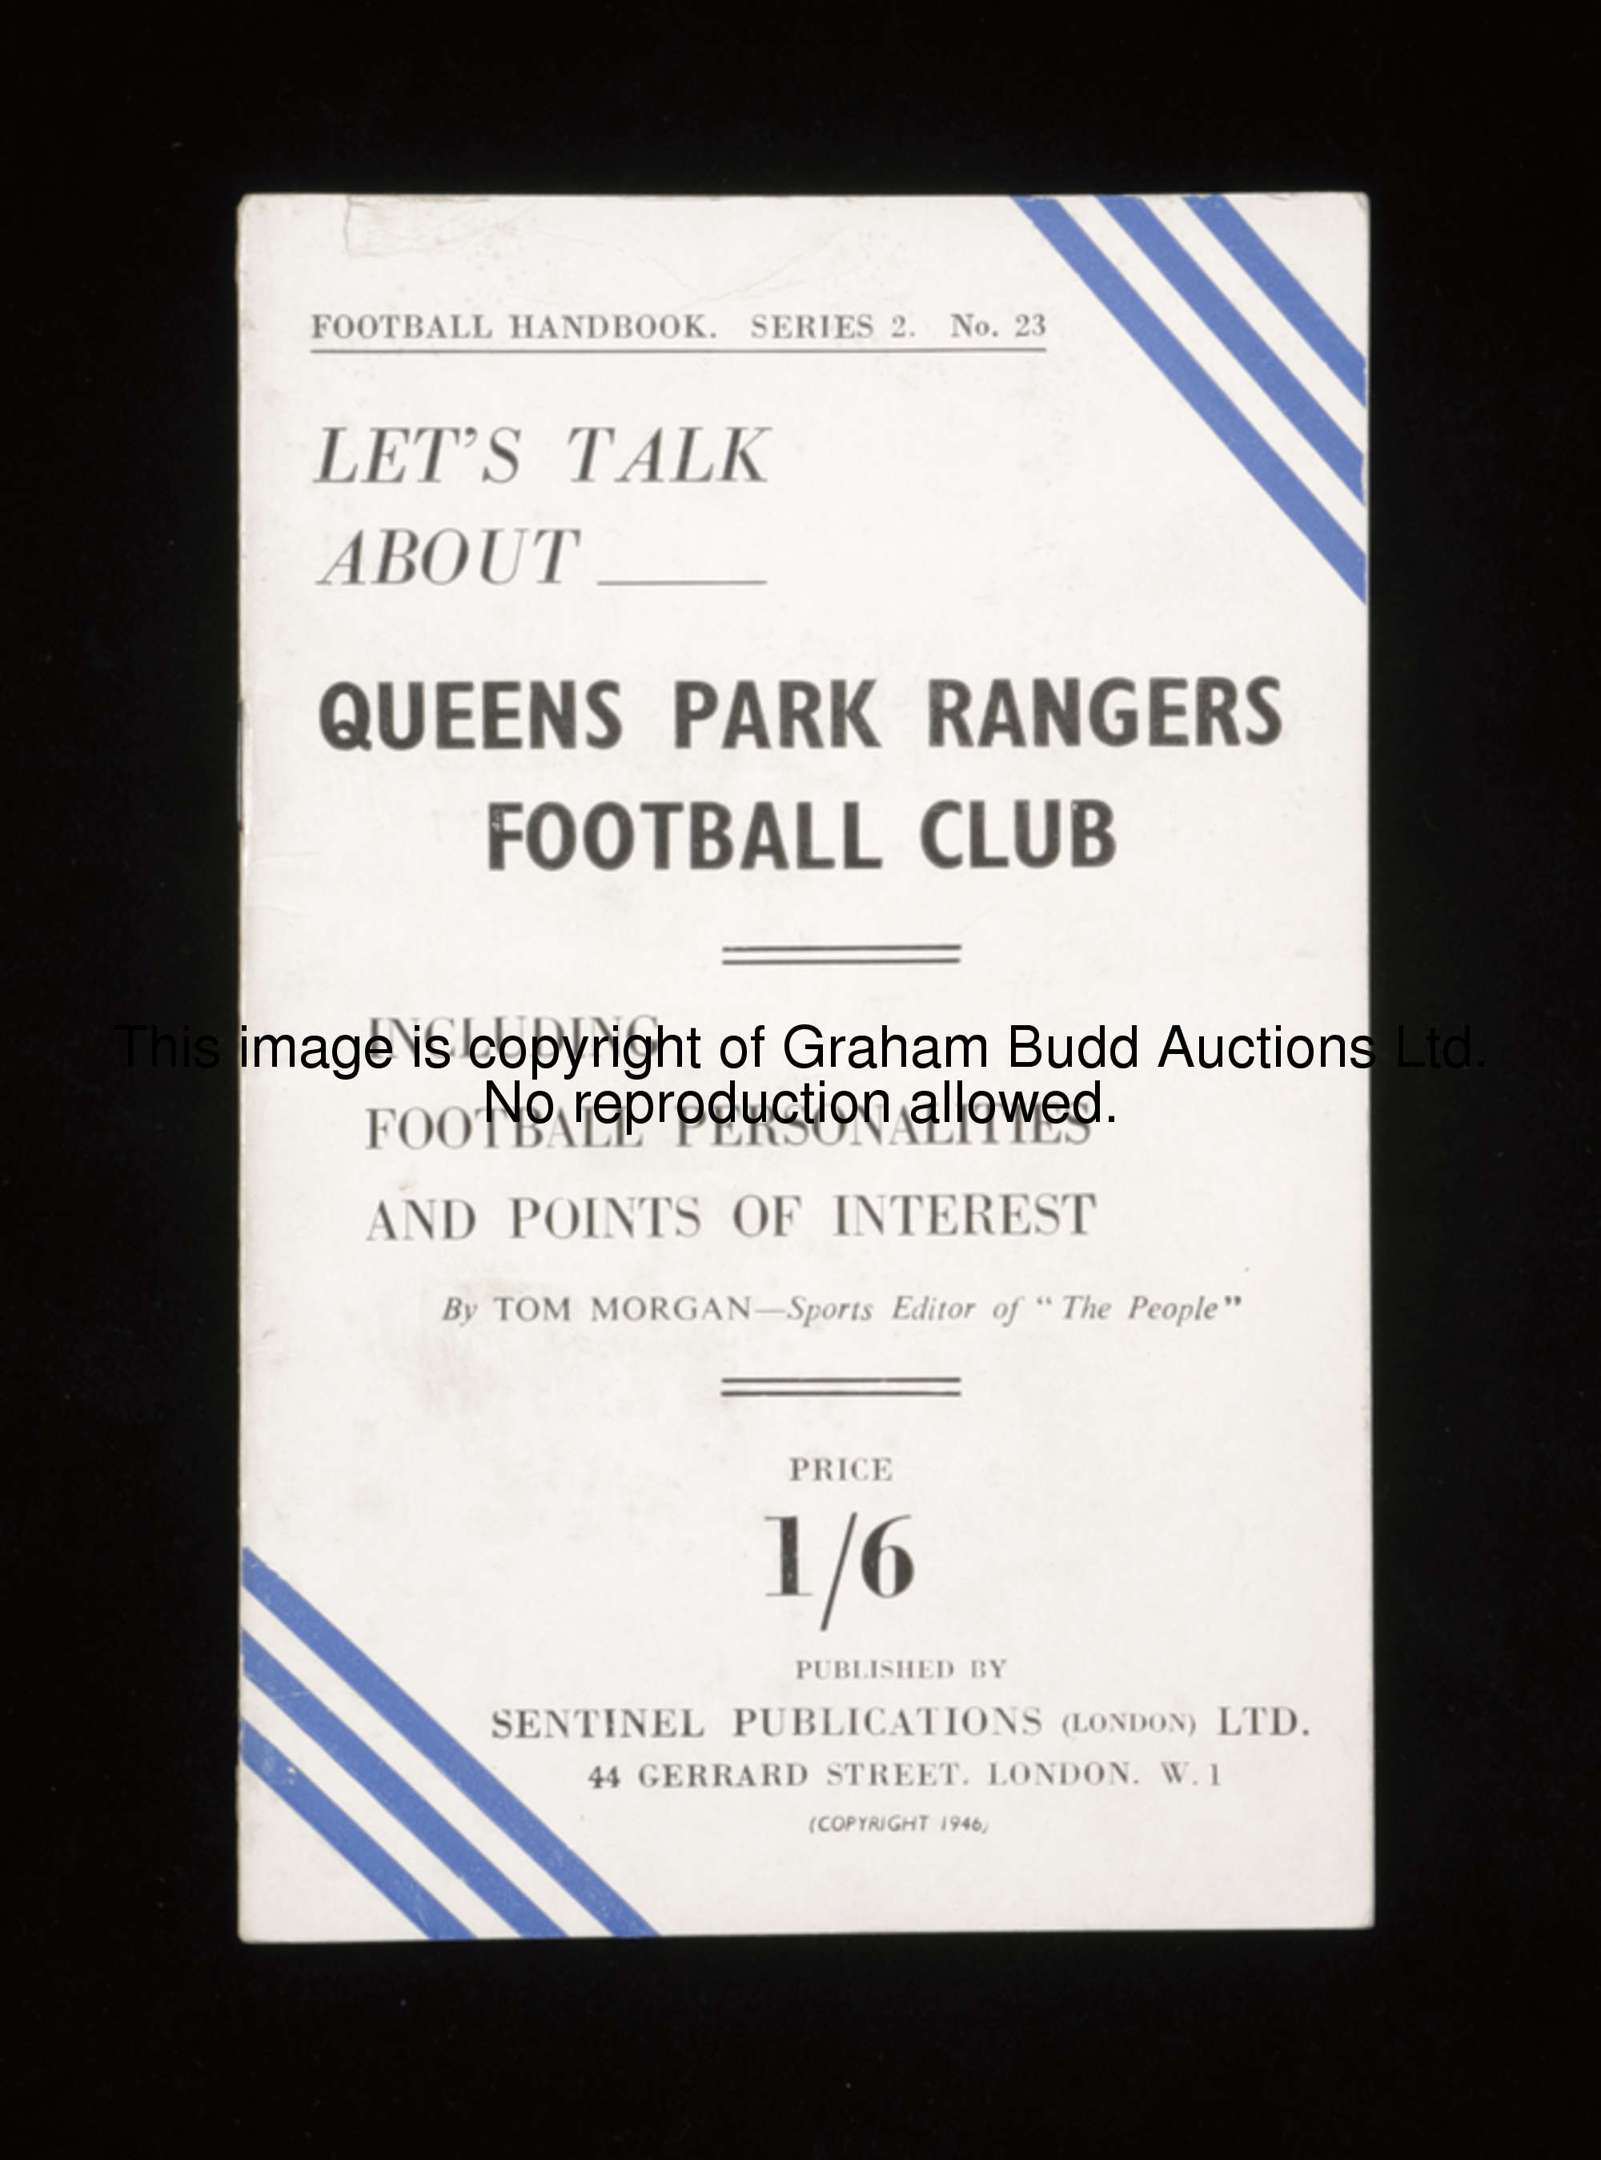 FOOTBALL HANDBOOK. SERIES 2. No. 23
LET'S TALK
ABOUT
QUEENS PARK RANGERS
FOOTBALL CLUB
INCLUDING
This image is copyright of Graham Budd Auctions Ltd.
No reproduction allowed.
FOOTBALL PERSONALITIES
AND POINTS OF INTEREST
By TOM MORGAN—Sports Editor of “The People”
PRICE
1/6
PUBLISHED BY
SENTINEL PUBLICATIONS (LONDON) LTD.
44 GERRARD STREET. LONDON. W.1
(COPYRIGHT 1946)